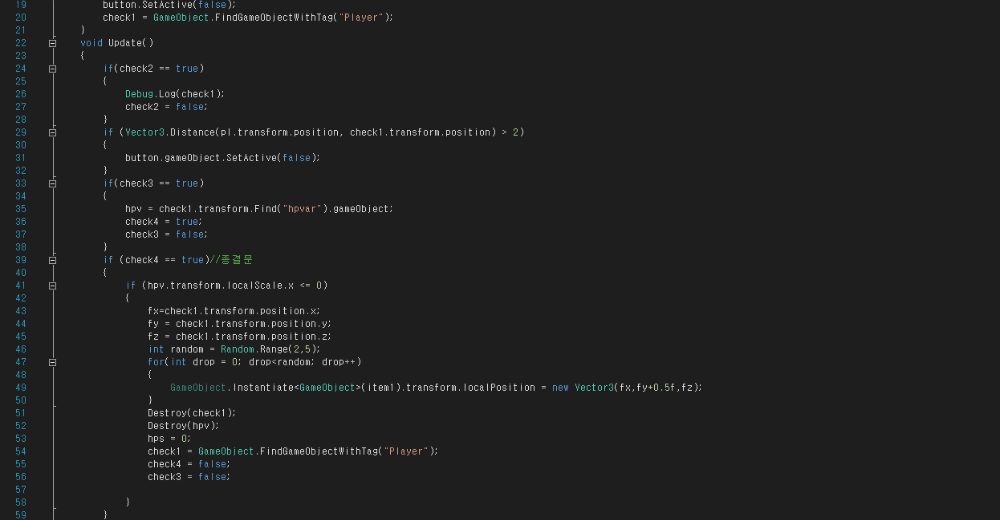 19 button.SetActive(false);
20 check1 = GameObject.FindGameObjectWithTag("Player");
21 }
22 void Update()
23 {
24 if(check2 == true)
25 {
26 Debug.Log(check1);
27 check2 = false;
28 }
29 if (Vector3.Distance(pl.transform.position, check1.transform.position) > 2)
30 {
31 button.gameObject.SetActive(false);
32 }
33 if(check3 == true)
34 {
35 hpv = check1.transform.Find("hpvar").gameObject;
36 check4 = true;
37 check3 = false;
38 }
39 if (check4 == true)//종결문
40 {
41 if (hpv.transform.localScale.x <= 0)
42 {
43 fx=check1.transform.position.x;
44 fy = check1.transform.position.y;
45 fz = check1.transform.position.z;
46 int random = Random.Range(2,5);
47 for(int drop = 0; drop<random; drop++)
48 {
49 GameObject.Instantiate<GameObject>(item1).transform.localPosition = new Vector3(fx,fy+0.5f,fz);
50 }
51 Destroy(check1);
52 Destroy(hpv);
53 hps = 0;
54 check1 = GameObject.FindGameObjectWithTag("Player");
55 check4 = false;
56 check3 = false;
57
58 }
59 }